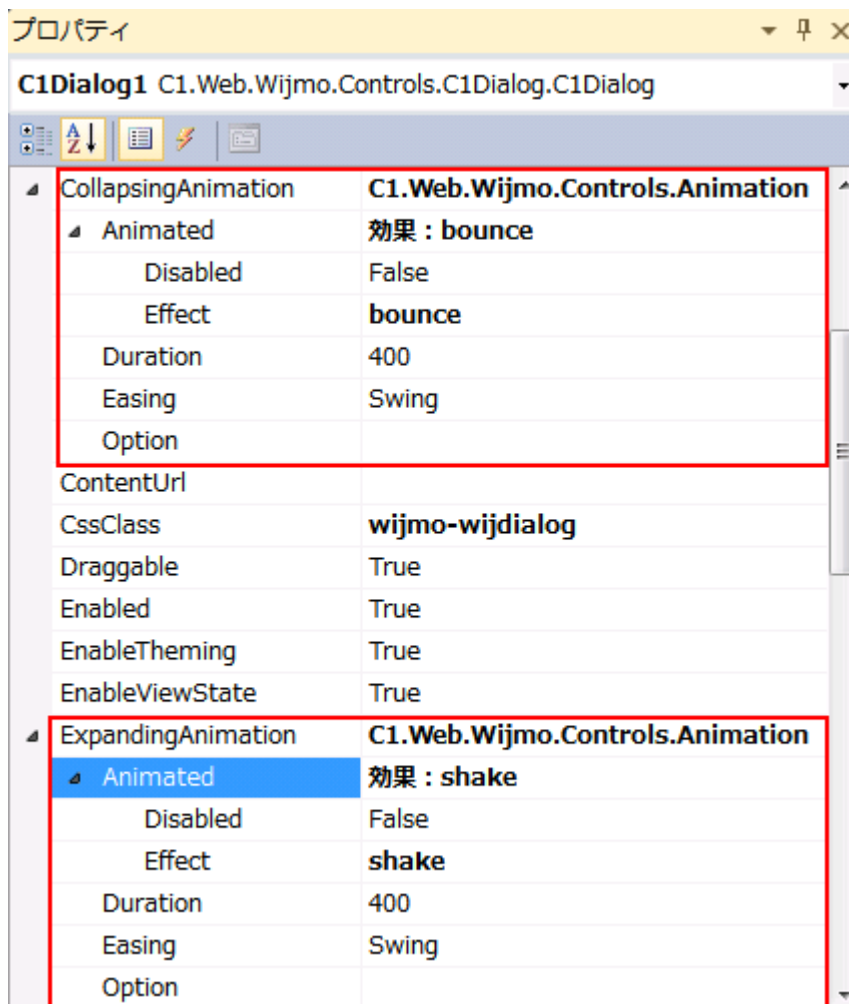 プロパティ
C1Dialog1 C1.Web.Wijmo.Controls.C1Dialog.C1Dialog
CollapsingAnimation C1.Web.Wijmo.Controls.Animation
Animated 効果 : bounce
Disabled False
Effect bounce
Duration 400
Easing Swing
Option
ContentUrl
CssClass wijmo-wijdialog
Draggable True
Enabled True
EnableTheming True
EnableViewState True
ExpandingAnimation C1.Web.Wijmo.Controls.Animation
Animated 効果 : shake
Disabled False
Effect shake
Duration 400
Easing Swing
Option